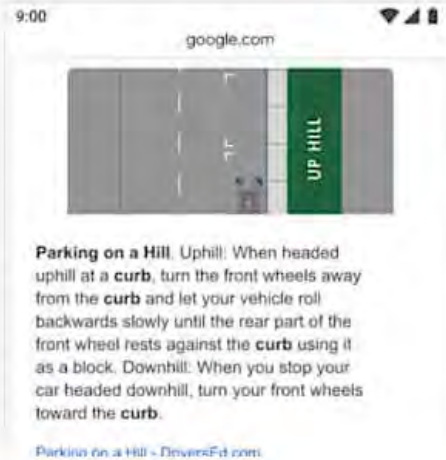 9:00
google.com
UP HILL
Parking on a Hill. Uphill: When headed
uphill at a curb, turn the front wheels away
from the curb and let your vehicle roll
backwards slowly until the rear part of the
front wheel rests against the curb using it
as a block. Downhill: When you stop your
car headed downhill, turn your front wheels
toward the curb.
Parking on a Hill - DriversEd.com